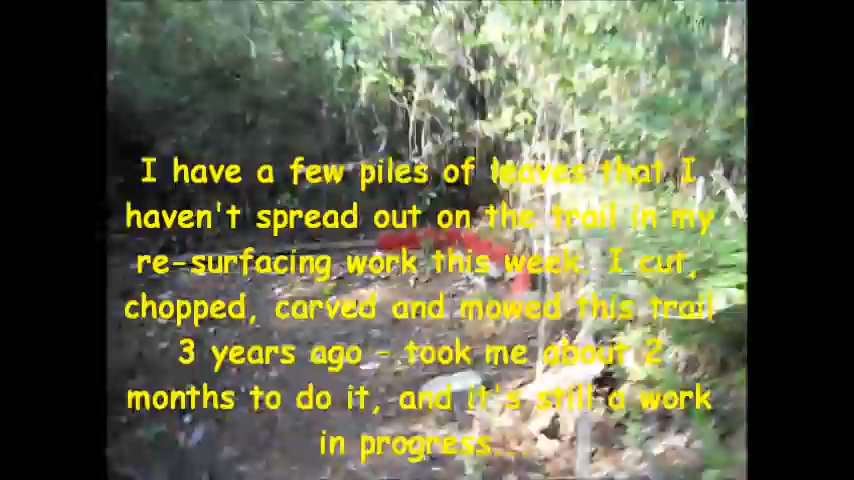 I have a few piles of leaves that I
haven't spread out on the trail in my
re-surfacing work this week. I cut,
chopped, carved and mowed this trail
3 years ago - took me about 2
months to do it, and it's still a work
in progress...